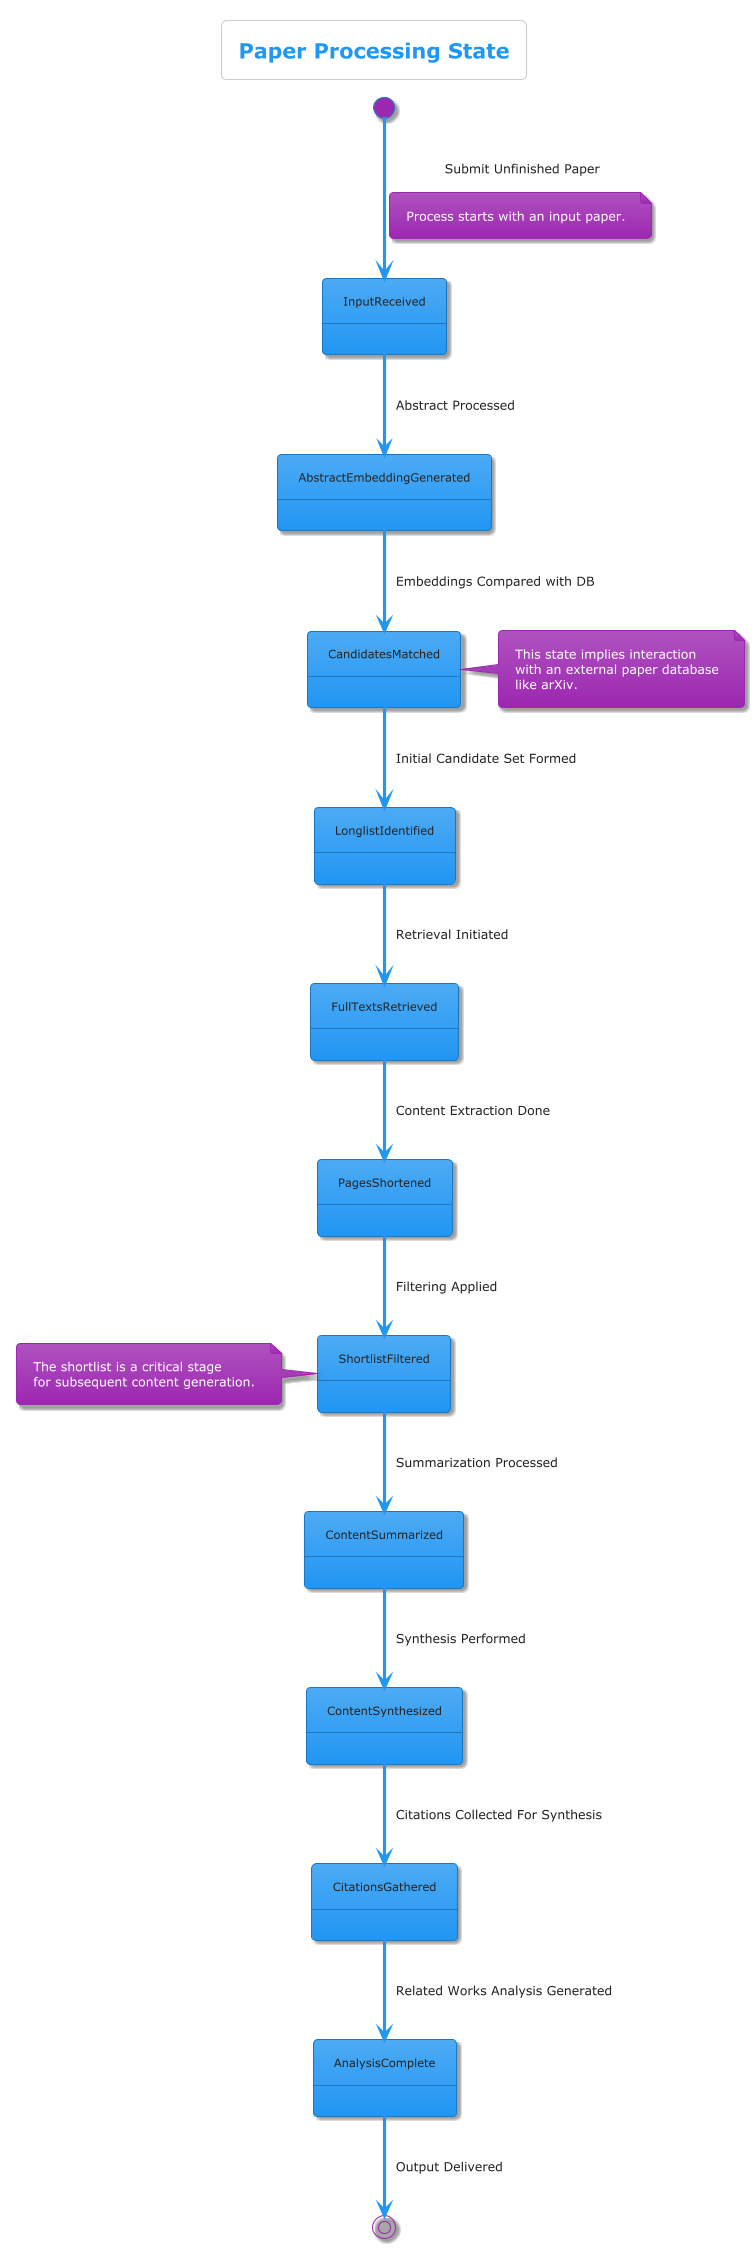 Paper Processing State
Submit Unfinished Paper
Process starts with an input paper.
InputReceived
Abstract Processed
AbstractEmbeddingGenerated
Embeddings Compared with DB
CandidatesMatched
This state implies interaction
with an external paper database
like arXiv.
Initial Candidate Set Formed
LonglistIdentified
Retrieval Initiated
FullTextsRetrieved
Content Extraction Done
PagesShortened
Filtering Applied
The shortlist is a critical stage
for subsequent content generation.
ShortlistFiltered
Summarization Processed
ContentSummarized
Synthesis Performed
ContentSynthesized
Citations Collected For Synthesis
CitationsGathered
Related Works Analysis Generated
AnalysisComplete
Output Delivered